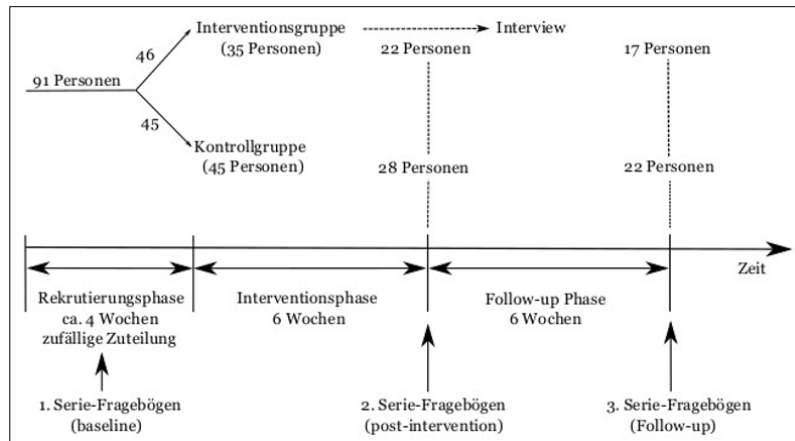 Interventionsgruppe
(35 Personen)
Interview
46
22 Personen
17 Personen
91 Personen
45
Kontrollgruppe
(45 Personen)
28 Personen
22 Personen
Zeit
Rekrutierungsphase
ca. 4 Wochen
zufällige Zuteilung
Interventionsphase
6 Wochen
Follow-up Phase
6 Wochen
1. Serie-Fragebögen
(baseline)
2. Serie-Fragebögen
(post-intervention)
3. Serie-Fragebögen
(Follow-up)